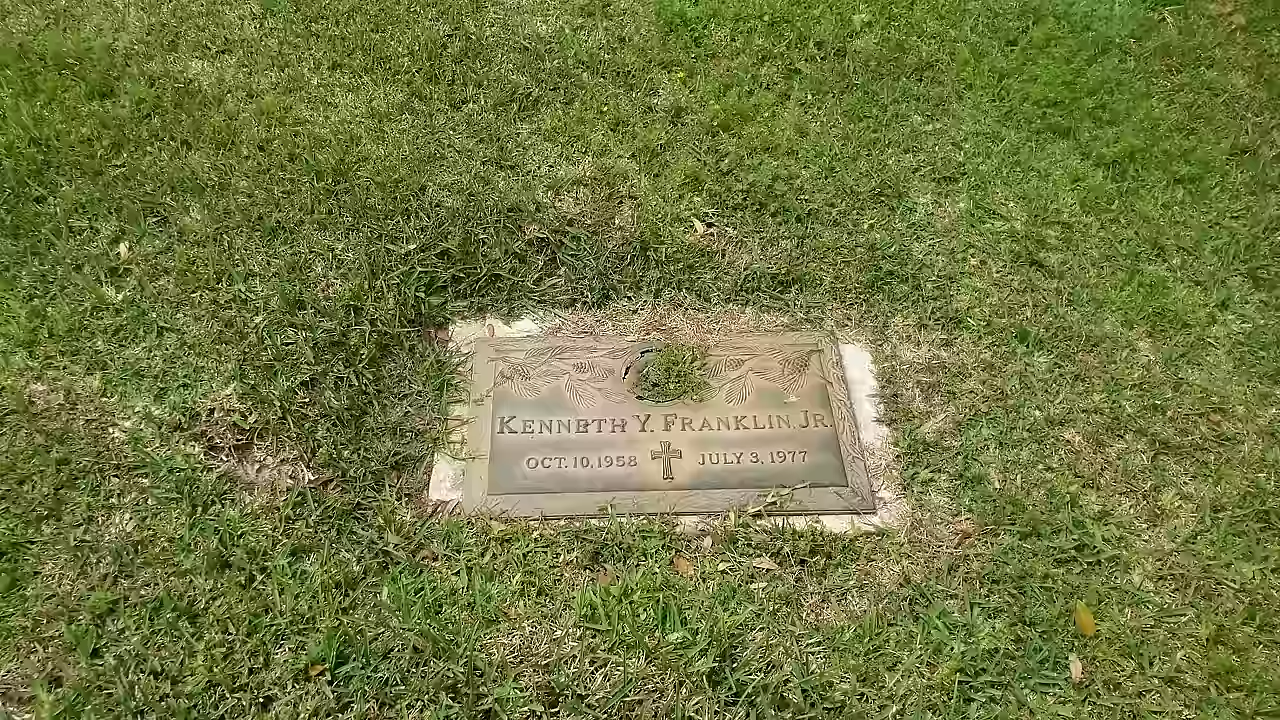 KENNETH Y. FRANKLIN, JR.
OCT. 10, 1958 JULY 3, 1977